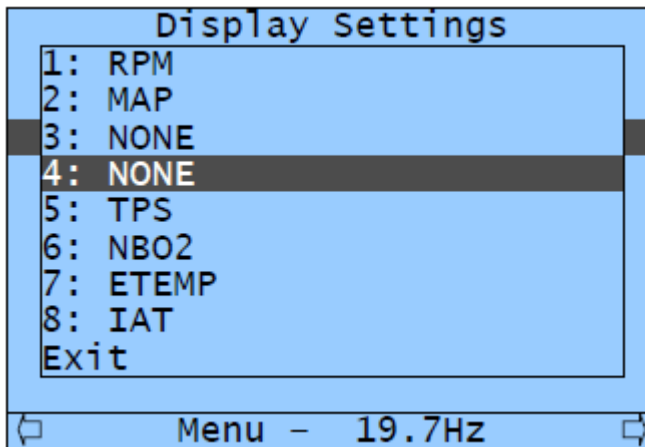 Display Settings
1: RPM
2: MAP
3: NONE
4: NONE
5: TPS
6: NBO2
7: ETEMP
8: IAT
Exit
Menu - 19.7Hz